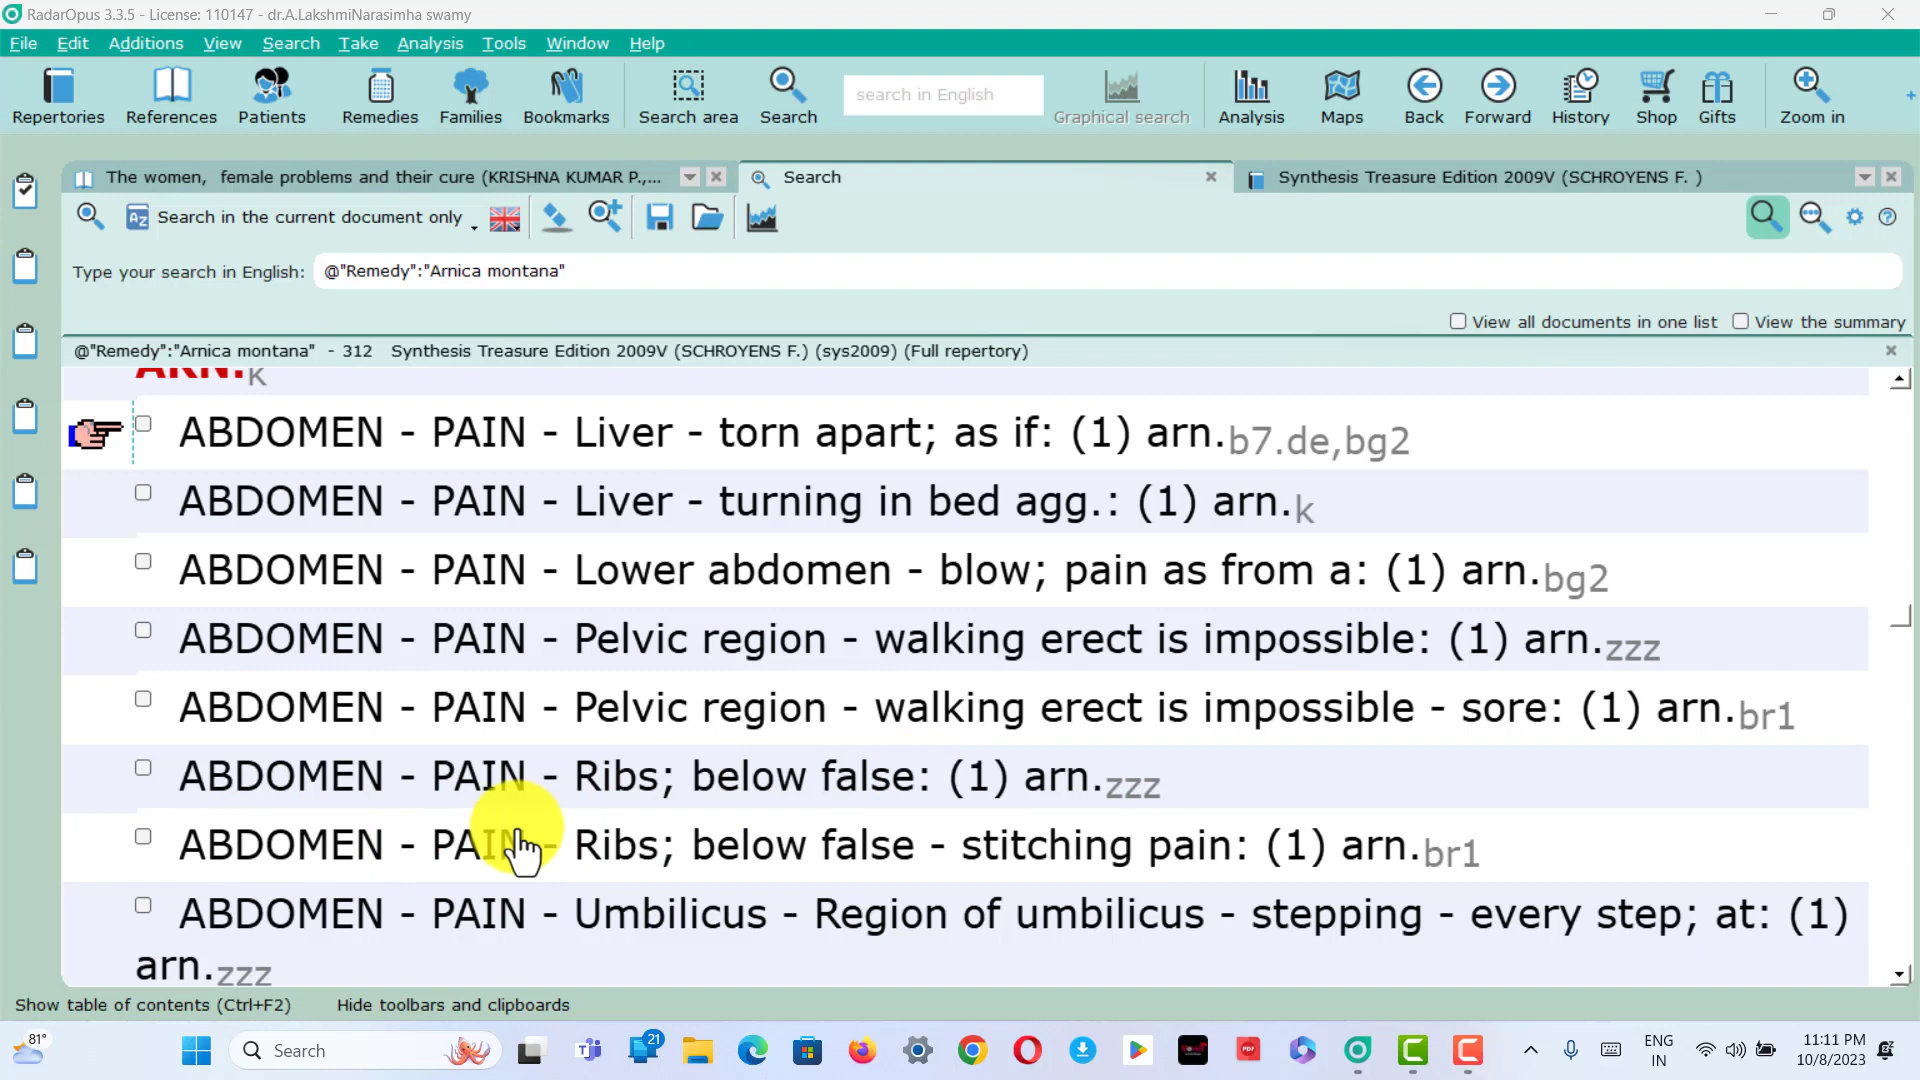 RadarOpus 3.3.5 - License: 110147 - dr.A.LakshmiNarasimha swamy
File Edit Additions View Search Take Analysis Tools Window Help
Repertories References Patients Remedies Families Bookmarks Search area Search search in English Graphical search Analysis Maps Back Forward History Shop Gifts Zoom in
The women, female problems and their cure (KRISHNA KUMAR P.,... Search Synthesis Treasure Edition 2009V (SCHROYENS F. )
AZ Search in the current document only
Type your search in English: @"Remedy":"Arnica montana"
View all documents in one list View the summary
@"Remedy":"Arnica montana" - 312 Synthesis Treasure Edition 2009V (SCHROYENS F.) (sys2009) (Full repertory)
ARN.k
ABDOMEN - PAIN - Liver - torn apart; as if: (1) arn.b7.de,bg2
ABDOMEN - PAIN - Liver - turning in bed agg.: (1) arn.k
ABDOMEN - PAIN - Lower abdomen - blow; pain as from a: (1) arn.bg2
ABDOMEN - PAIN - Pelvic region - walking erect is impossible: (1) arn.zzz
ABDOMEN - PAIN - Pelvic region - walking erect is impossible - sore: (1) arn.br1
ABDOMEN - PAIN - Ribs; below false: (1) arn.zzz
ABDOMEN - PAIN - Ribs; below false - stitching pain: (1) arn.br1
ABDOMEN - PAIN - Umbilicus - Region of umbilicus - stepping - every step; at: (1)
arn.zzz
Show table of contents (Ctrl+F2) Hide toolbars and clipboards
81° Search 21 PDF ENG 11:11 PM
IN 10/8/2023